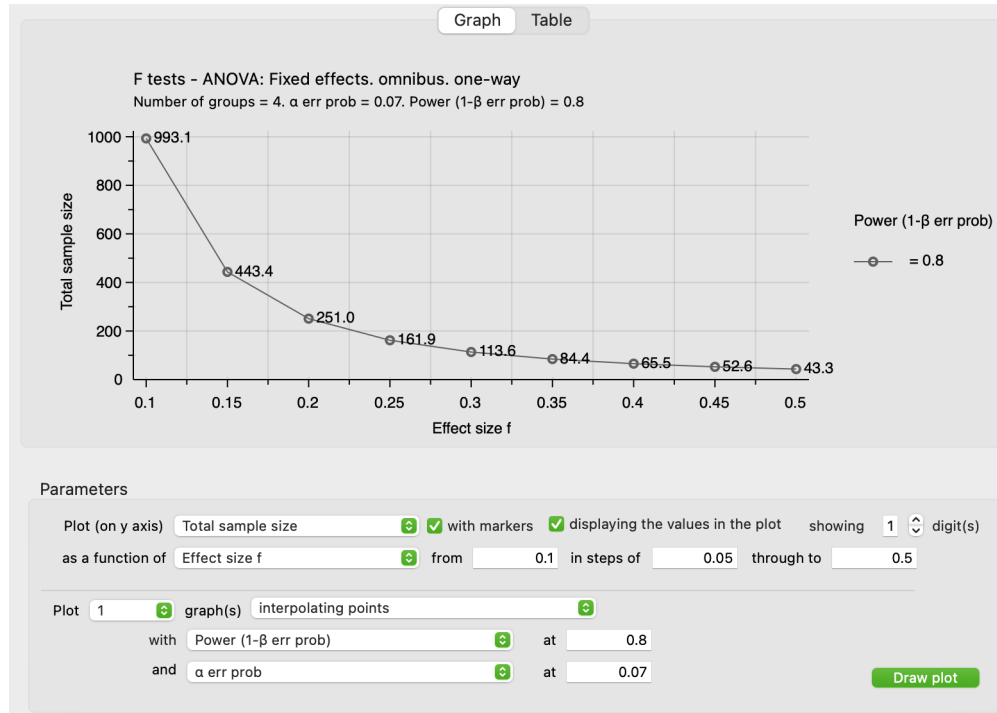 Graph Table
F tests - ANOVA: Fixed effects. omnibus. one-way
Number of groups = 4. α err prob = 0.07. Power (1-β err prob) = 0.8
Total sample size
1000
800
600
400
200
0
993.1
443.4
251.0
161.9
113.6
84.4
65.5
52.6
43.3
0.1 0.15 0.2 0.25 0.3 0.35 0.4 0.45 0.5
Effect size f
Power (1-β err prob)
= 0.8
Parameters
Plot (on y axis) Total sample size with markers displaying the values in the plot showing 1 digit(s)
as a function of Effect size f from 0.1 in steps of 0.05 through to 0.5
Plot 1 graph(s) interpolating points
with Power (1-β err prob) at 0.8
and α err prob at 0.07
Draw plot